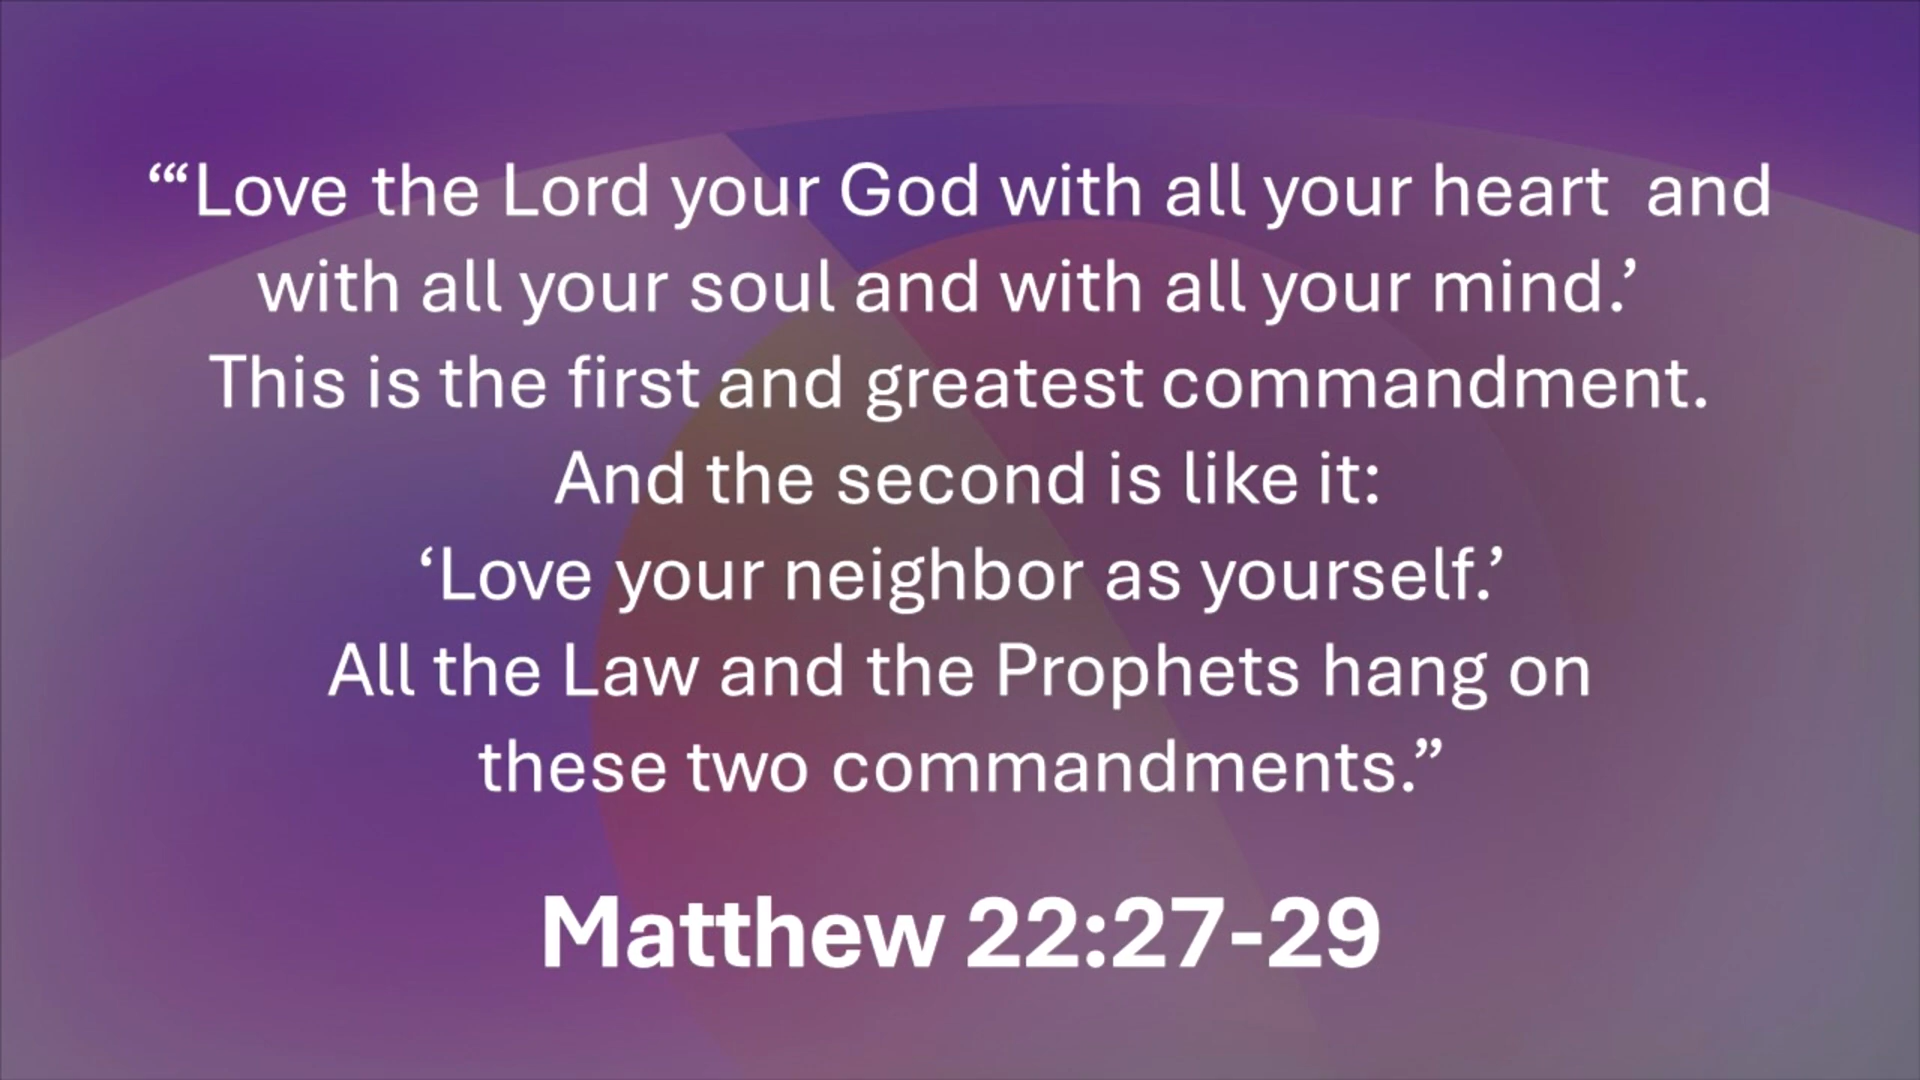 “‘Love the Lord your God with all your heart  and
with all your soul and with all your mind.’
This is the first and greatest commandment.
And the second is like it:
‘Love your neighbor as yourself.’
All the Law and the Prophets hang on
these two commandments.”
Matthew 22:27-29